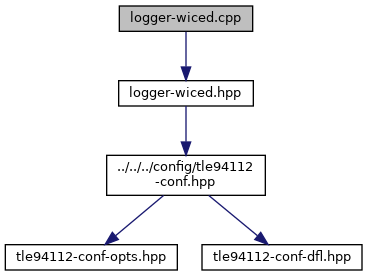 logger-wiced.cpp
logger-wiced.hpp
../../../config/tle94112
-conf.hpp
tle94112-conf-opts.hpp
tle94112-conf-dfl.hpp